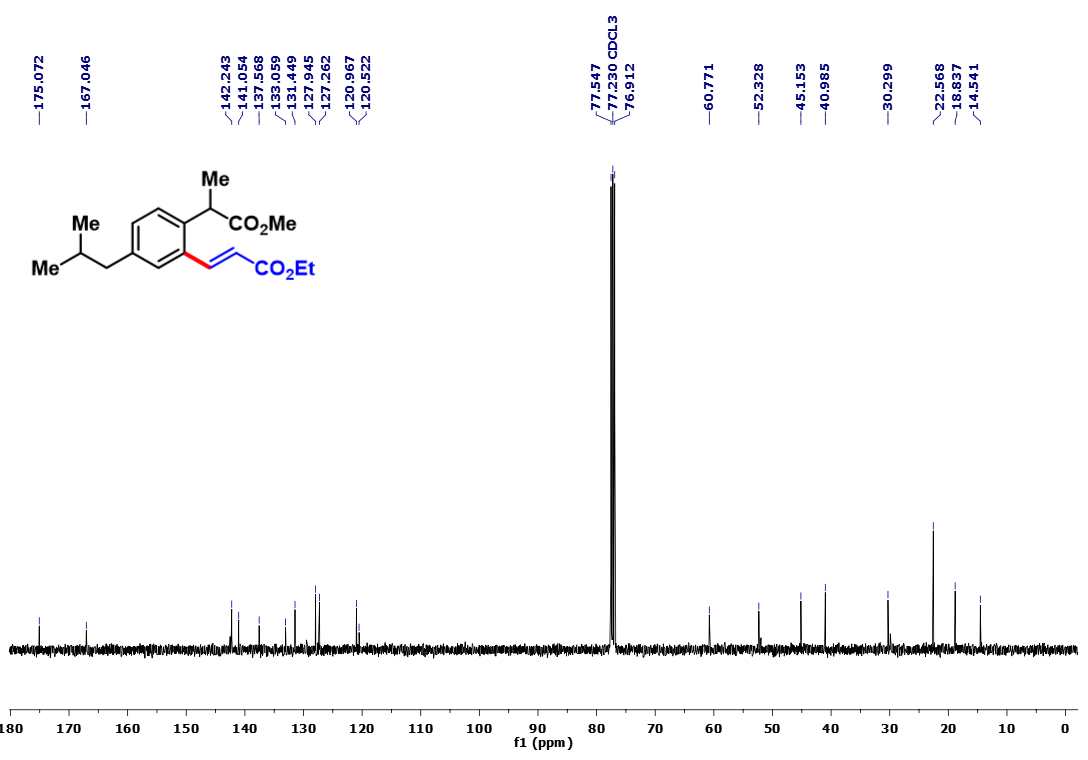 175.072
167.046
142.243
141.054
137.568
133.059
131.449
127.945
127.262
120.967
120.522
77.547
77.230 CDCL3
76.912
60.771
52.328
45.153
40.985
30.299
22.568
18.837
14.541
Me
CO2Me
Me
Me
CO2Et
180 170 160 150 140 130 120 110 100 90 80 70 60 50 40 30 20 10 0
f1 (ppm)